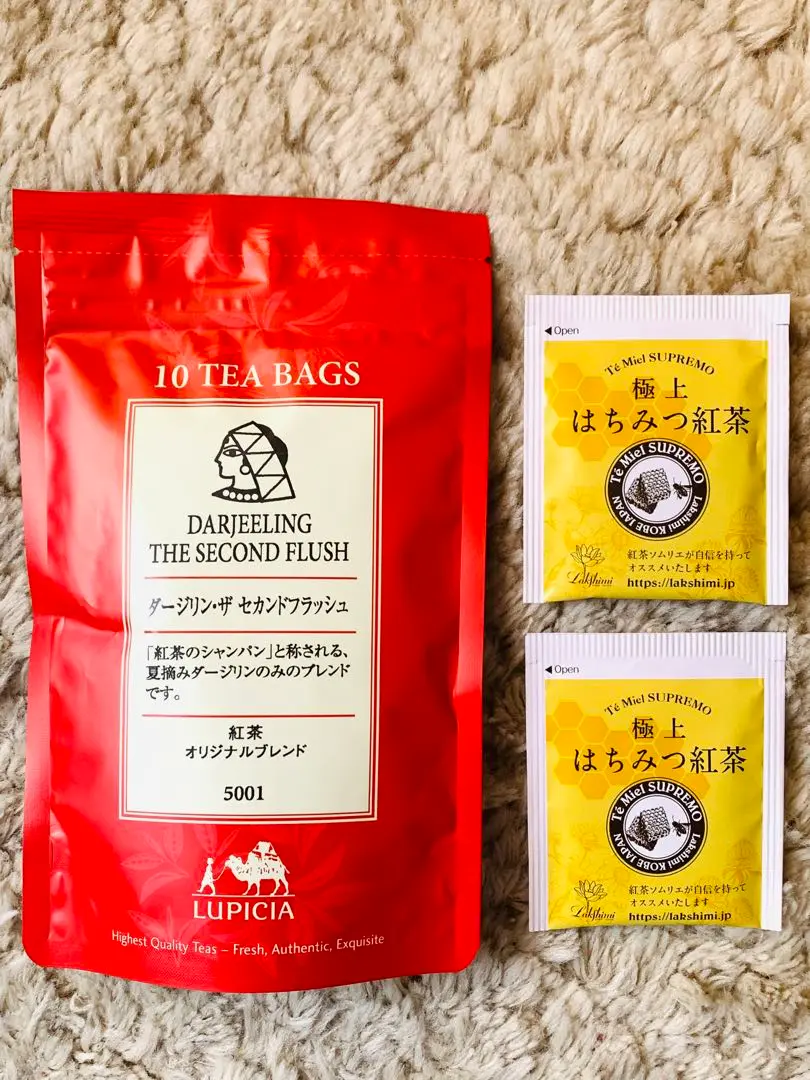 10 TEA BAGS
DARJEELING
THE SECOND FLUSH
ダージリン・ザ セカンドフラッシュ
「紅茶のシャンパン」と称される、
夏摘みダージリンのみのブレンド
です。
紅茶
オリジナルブレンド
5001
LUPICIA
Highest Quality Teas – Fresh, Authentic, Exquisite
◀Open
Té Miel SUPREMO
極上
はちみつ紅茶
Té Miel SUPREMO
Lakshimi KOBE JAPAN
Lakshimi
紅茶ソムリエが自信を持って
オススメいたします
https://lakshimi.jp
◀Open
Té Miel SUPREMO
極上
はちみつ紅茶
Té Miel SUPREMO
Lakshimi KOBE JAPAN
Lakshimi
紅茶ソムリエが自信を持って
オススメいたします
https://lakshimi.jp